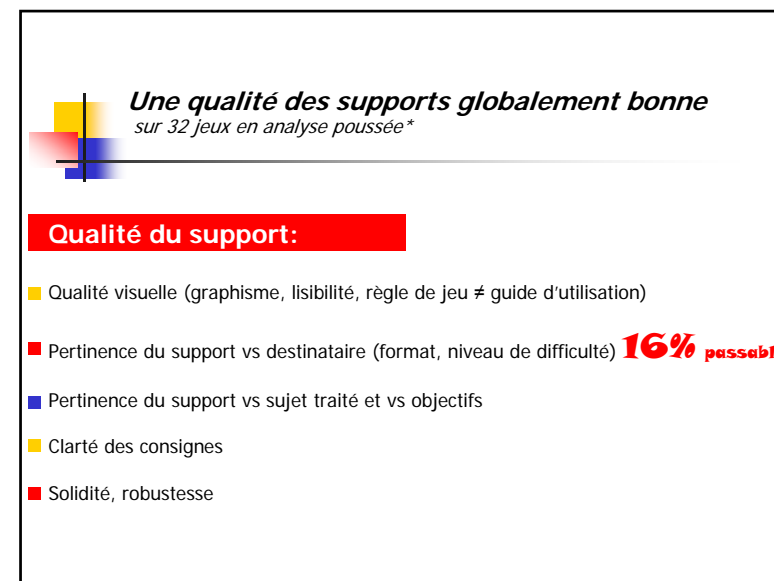 Une qualité des supports globalement bonne
sur 32 jeux en analyse poussée*
Qualité du support:
Qualité visuelle (graphisme, lisibilité, règle de jeu ≠ guide d’utilisation)
Pertinence du support vs destinataire (format, niveau de difficulté) 16% passabl
Pertinence du support vs sujet traité et vs objectifs
Clarté des consignes
Solidité, robustesse